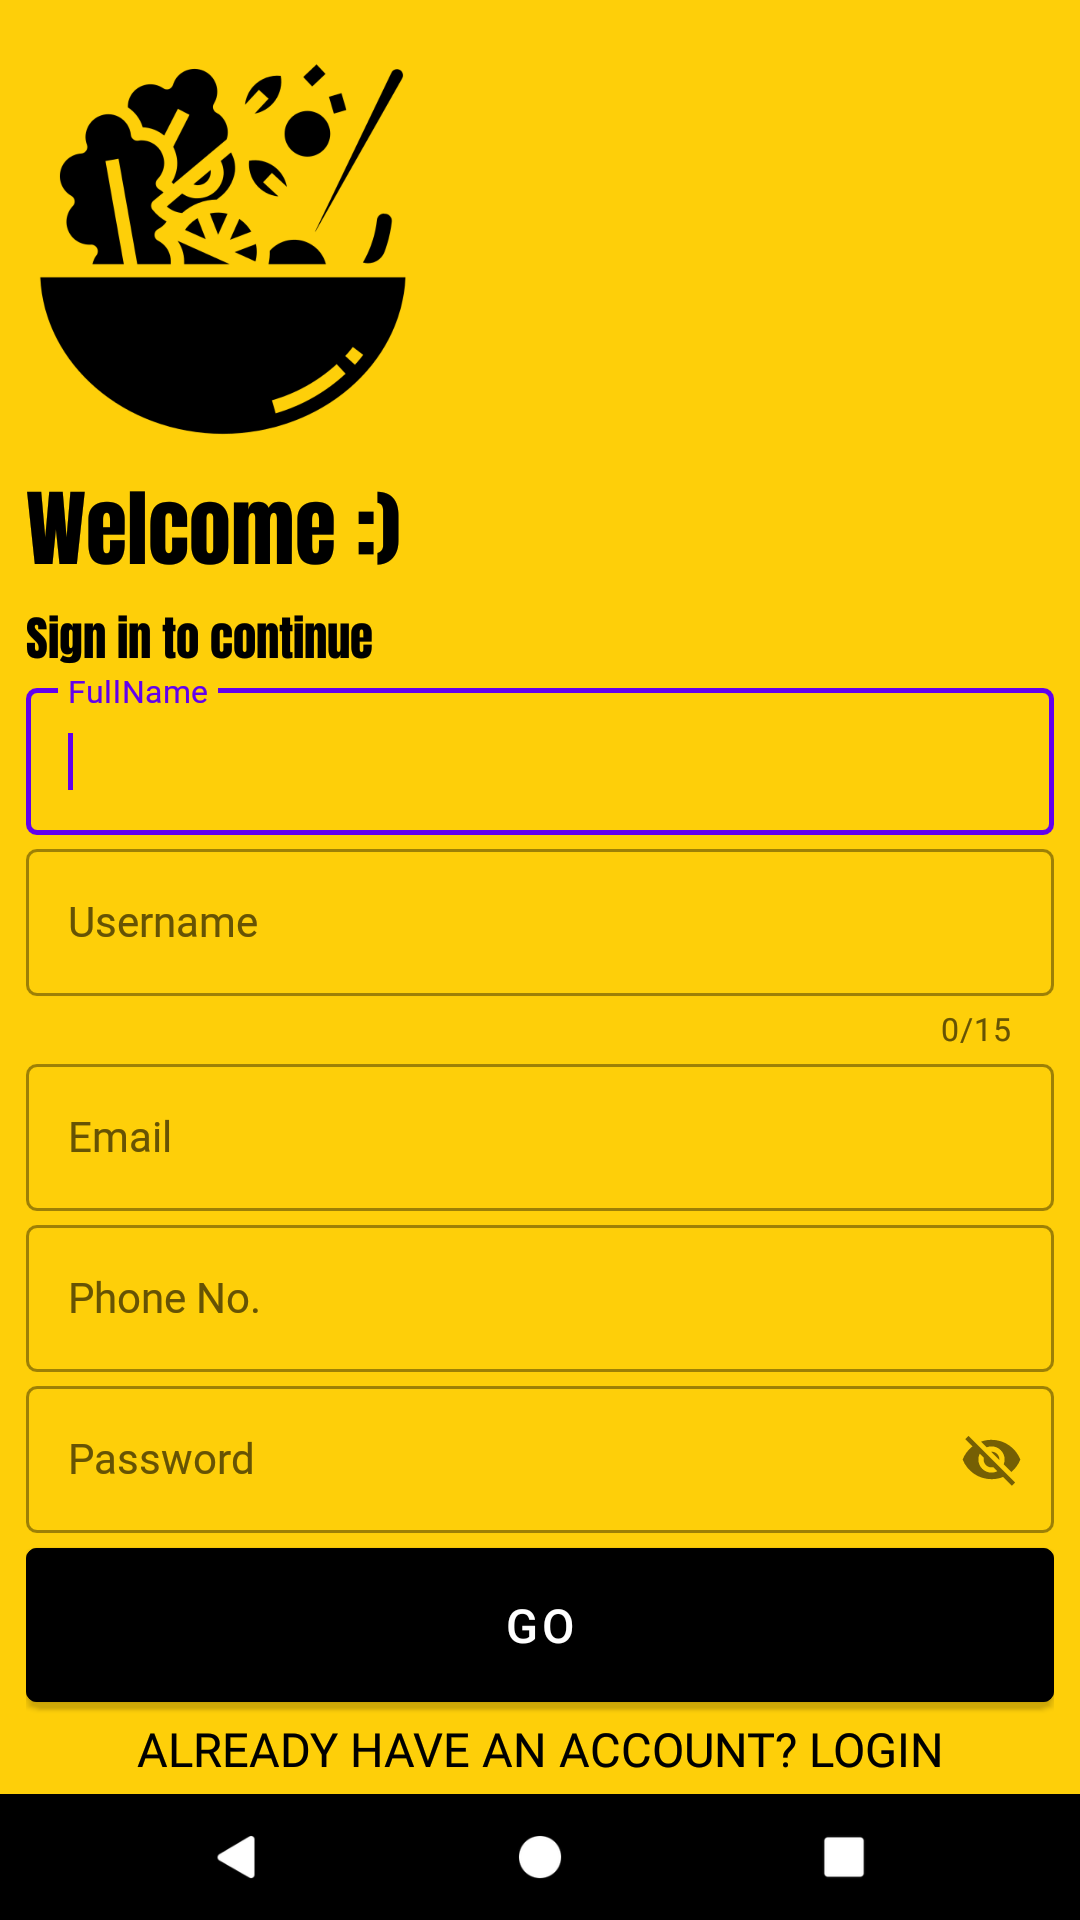 Welcome :)
Sign in to continue
FullName
Username
0/15
Email
Phone No.
Password
GO
ALREADY HAVE AN ACCOUNT? LOGIN